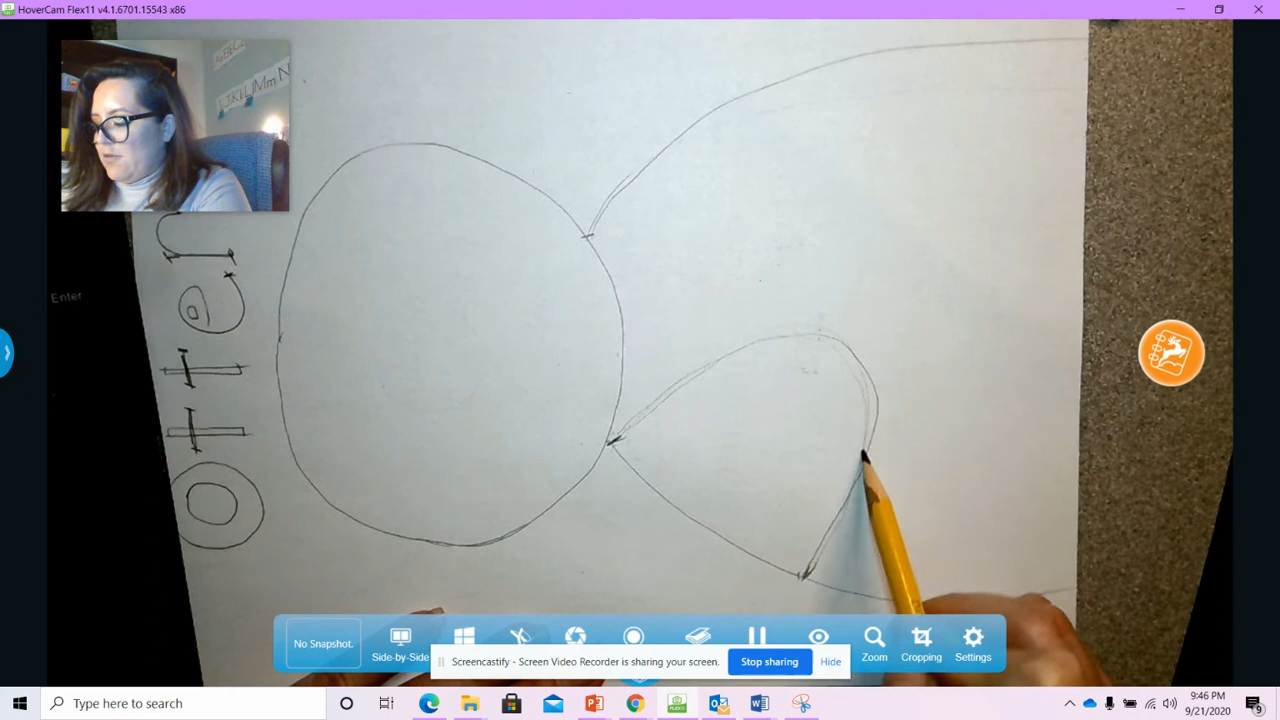 HoverCam Flex11 v4.1.6701.15543 x86
Enter
Otter
No Snapshot.
Side-by-Side
Zoom
Cropping
Settings
Screencastify - Screen Video Recorder is sharing your screen.
Stop sharing
Hide
Type here to search
9:46 PM
9/21/2020
9